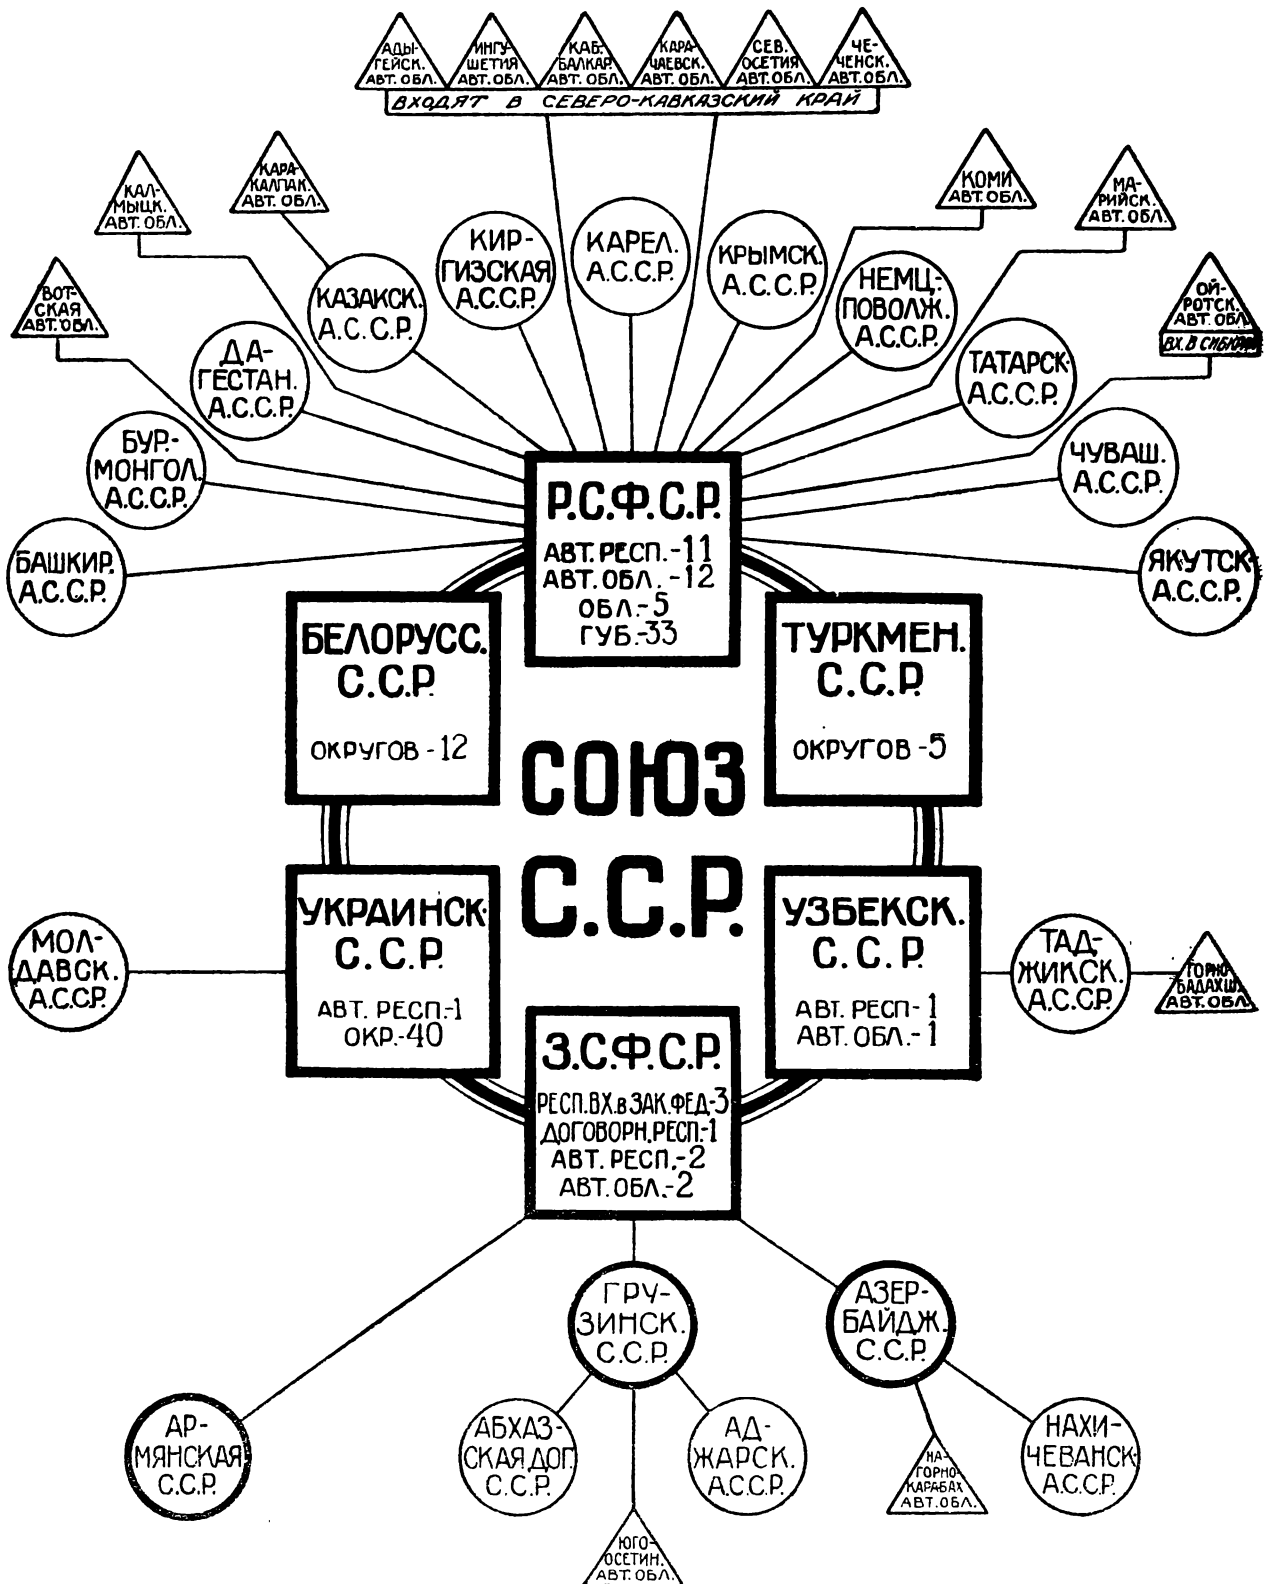 АДЫ-
ГЕЙСК.
АВТ. ОБЛ.
ИНГУ-
ШЕТИЯ
АВТ. ОБЛ.
КАБ.-
БАЛКАР.
АВТ. ОБЛ.
КАРА-
ЧАЕВСК.
АВТ. ОБЛ.
СЕВ.
ОСЕТИЯ
АВТ. ОБЛ.
ЧЕ-
ЧЕНСК.
АВТ. ОБЛ.
ВХОДЯТ В СЕВЕРО-КАВКАЗСКИЙ КРАЙ
ВОТ-
СКАЯ
АВТ. ОБЛ.
КАЛ-
МЫЦК.
АВТ. ОБЛ.
КАРА-
КАЛПАК.
АВТ. ОБЛ.
КОМИ
АВТ. ОБЛ.
МА-
РИЙСК.
АВТ. ОБЛ.
ОЙ-
РОТСК.
АВТ. ОБЛ.
ВХ. В СИБКРАЙ
БАШКИР.
А.С.С.Р.
БУР.-
МОНГОЛ.
А.С.С.Р.
ДА-
ГЕСТАН.
А.С.С.Р.
КАЗАКСК.
А.С.С.Р.
КИР-
ГИЗСКАЯ
А.С.С.Р.
КАРЕЛ.
А.С.С.Р.
КРЫМСК.
А.С.С.Р.
НЕМЦ.-
ПОВОЛЖ.
А.С.С.Р.
ТАТАРСК.
А.С.С.Р.
ЧУВАШ.
А.С.С.Р.
ЯКУТСК.
А.С.С.Р.
Р.С.Ф.С.Р.
АВТ. РЕСП.-11
АВТ. ОБЛ.-12
ОБЛ.-5
ГУБ.-33
БЕЛОРУСС.
С.С.Р.
ОКРУГОВ-12
ТУРКМЕН.
С.С.Р.
ОКРУГОВ-5
СОЮЗ
С.С.Р.
МОЛ-
ДАВСК.
А.С.С.Р.
УКРАИНСК.
С.С.Р.
АВТ. РЕСП.-1
ОКР.-40
УЗБЕКСК.
С.С.Р.
АВТ. РЕСП-1
АВТ. ОБЛ.-1
ТАД-
ЖИКСК.
А.С.С.Р.
ГОРНО-
БАДАХШ.
АВТ. ОБЛ.
З.С.Ф.С.Р.
РЕСП. ВХ. в ЗАК. ФЕД-3
ДОГОВОРН. РЕСП.-1
АВТ. РЕСП.-2
АВТ. ОБЛ.-2
АР-
МЯНСКАЯ
С.С.Р.
ГРУ-
ЗИНСК.
С.С.Р.
АЗЕР-
БАЙДЖ.
С.С.Р.
АБХАЗ-
СКАЯ ДОГ.
С.С.Р.
АД-
ЖАРСК.
А.С.С.Р.
НА-
ГОРНО-
КАРАБАХ
АВТ. ОБЛ.
НАХИ-
ЧЕВАНСК.
А.С.С.Р.
ЮГО-
ОСЕТИН.
АВТ. ОБЛ.